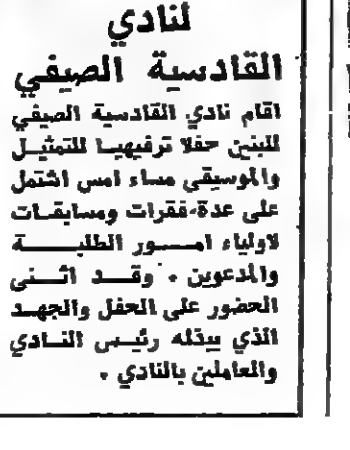 لنادي
القادسية الصيفي
اقام نادي القادسية الصيفي
للبنين حفلا ترفيهيا للتمثيل
والموسيقى مساء امس اشتمل
على عدة فقرات ومسابقات
لاولياء امور الطلبة
والمدعوين . وقد اثنى
الحضور على الحفل والجهد
الذي يبذله رئيس النادي
والعاملين بالنادي .